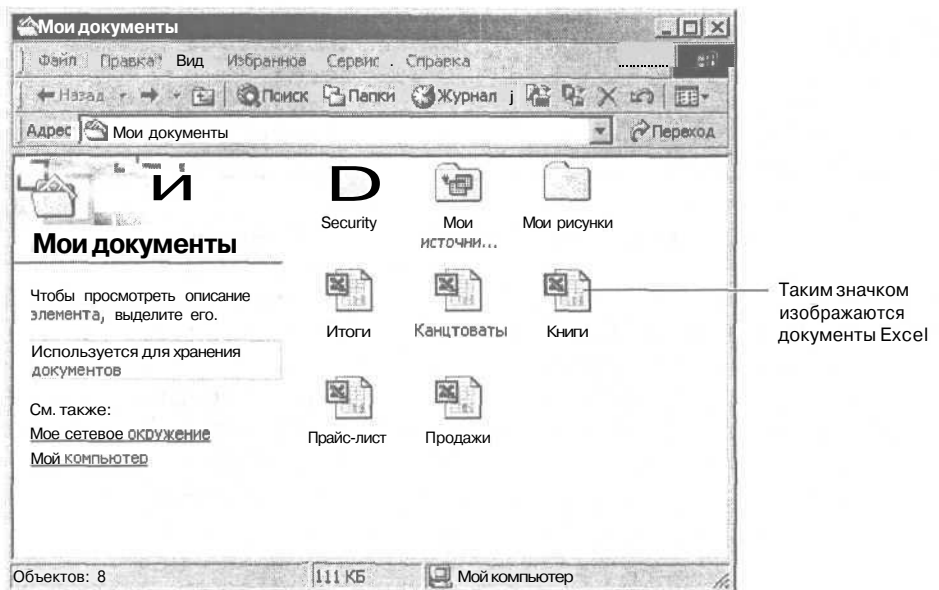 Мои документы
Файл Правка Вид Избранное Сервис Справка
Назад Поиск Папки Журнал
Адрес Мои документы Переход
Мои документы
Чтобы просмотреть описание
элемента, выделите его.
Используется для хранения
документов
См. также:
Мое сетевое окружение
Мой компьютер
Security
Мои
источни...
Мои рисунки
Итоги
Канцтоваты
Книги
Прайс-лист
Продажи
Таким значком
изображаются
документы Excel
Объектов: 8 111 КБ Мой компьютер